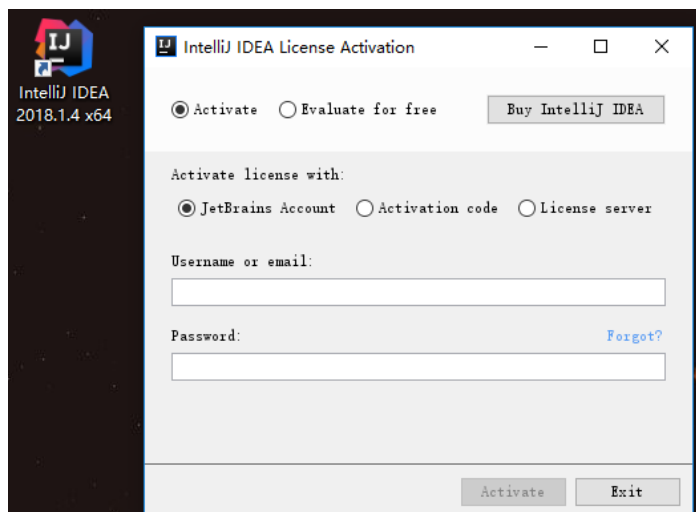 IJ
IntelliJ IDEA
2018.1.4 x64
IJ IntelliJ IDEA License Activation
Activate Evaluate for free Buy IntelliJ IDEA
Activate license with:
JetBrains Account Activation code License server
Username or email:
Password: Forgot?
Activate Exit